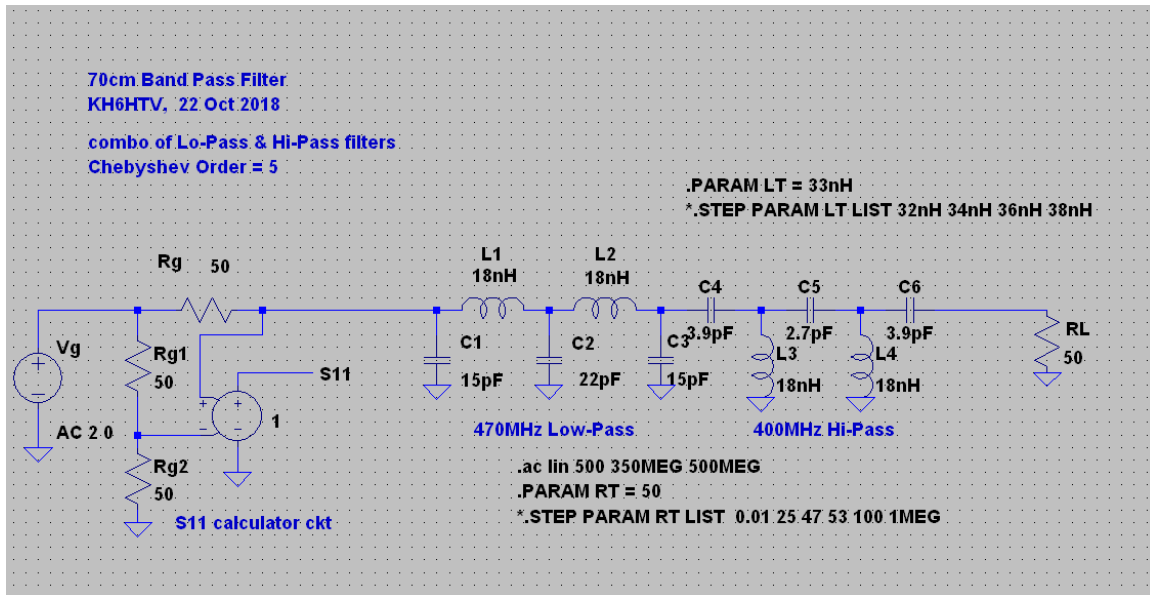 70cm Band Pass Filter
KH6HTV, 22 Oct 2018
combo of Lo-Pass & Hi-Pass filters
Chebyshev Order = 5
.PARAM LT = 33nH
*.STEP PARAM LT LIST 32nH 34nH 36nH 38nH
Rg
50
L1
18nH
L2
18nH
C4
3.9pF
C5
2.7pF
C6
3.9pF
Vg
AC 2 0
Rg1
50
Rg2
50
S11
+
-
+
-
+
-
1
C1
15pF
C2
22pF
C3
15pF
L3
18nH
L4
18nH
RL
50
470MHz Low-Pass
400MHz Hi-Pass
.ac lin 500 350MEG 500MEG
.PARAM RT = 50
*.STEP PARAM RT LIST 0.01 25 47 53 100 1MEG
S11 calculator ckt